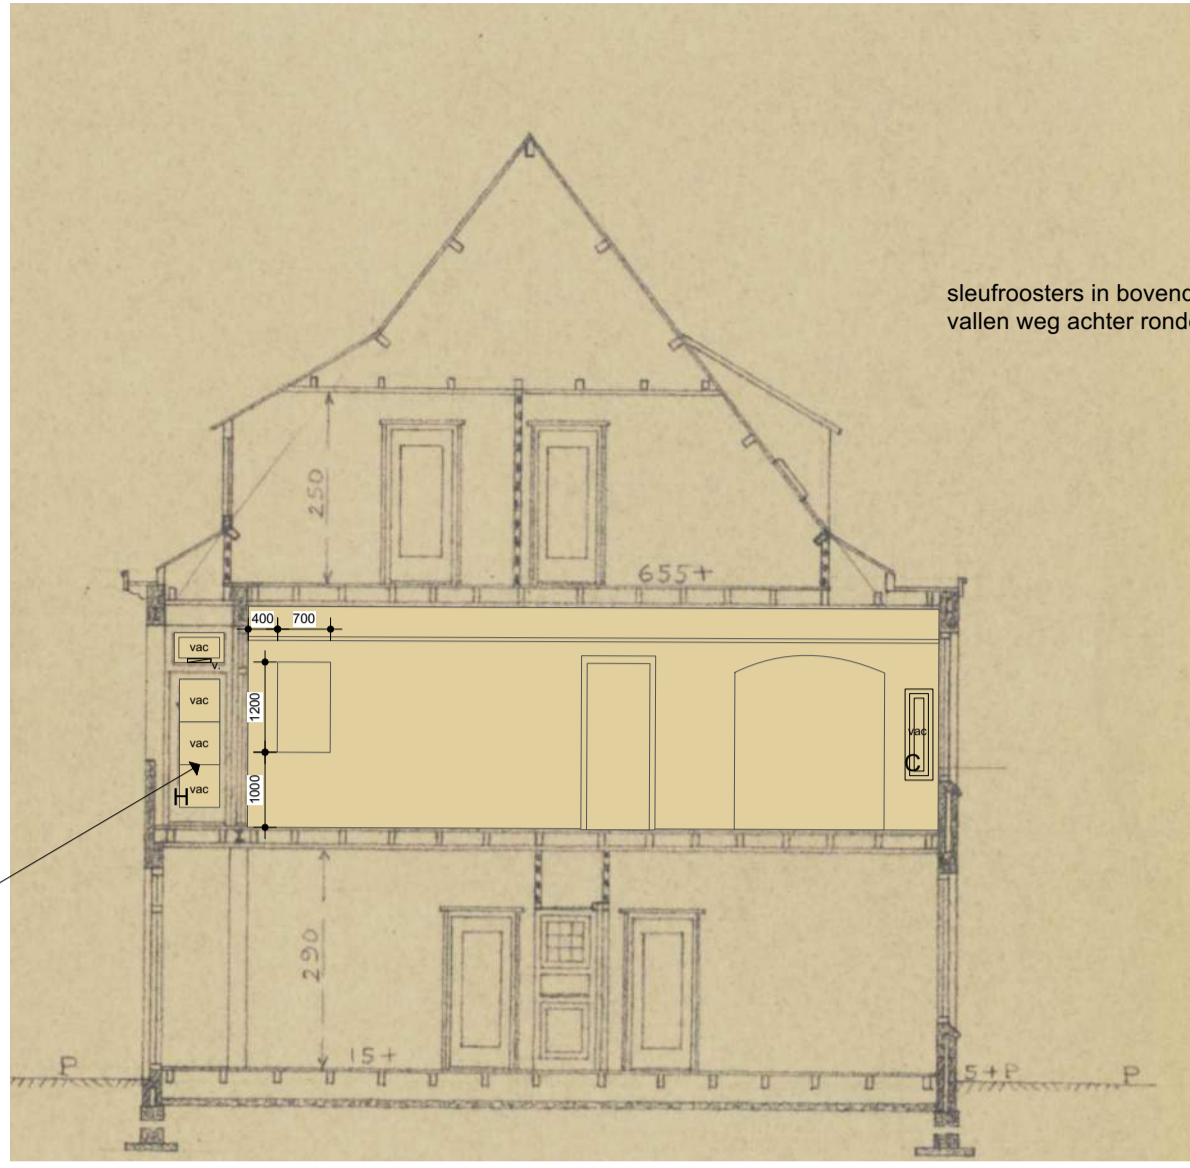 sleufroosters in bovend
vallen weg achter ronde
250
655+
400 700
vac
v.
vac
1200
vac
vac
C
vac
H
1000
290
15+
P
5+P
P